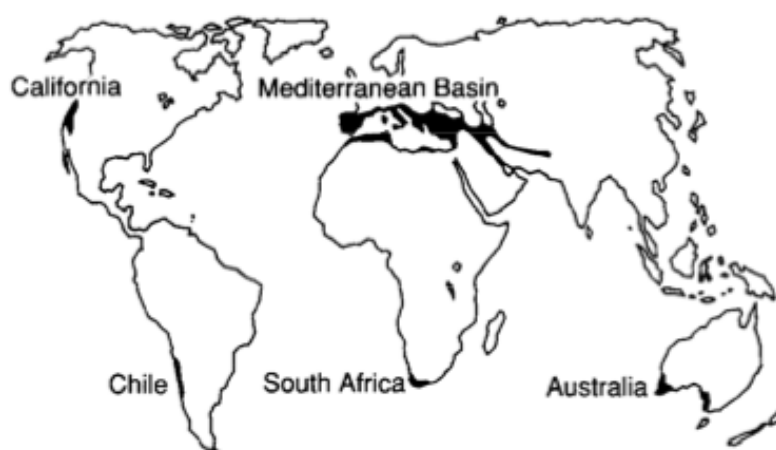 California
Mediterranean Basin
Chile
South Africa
Australia